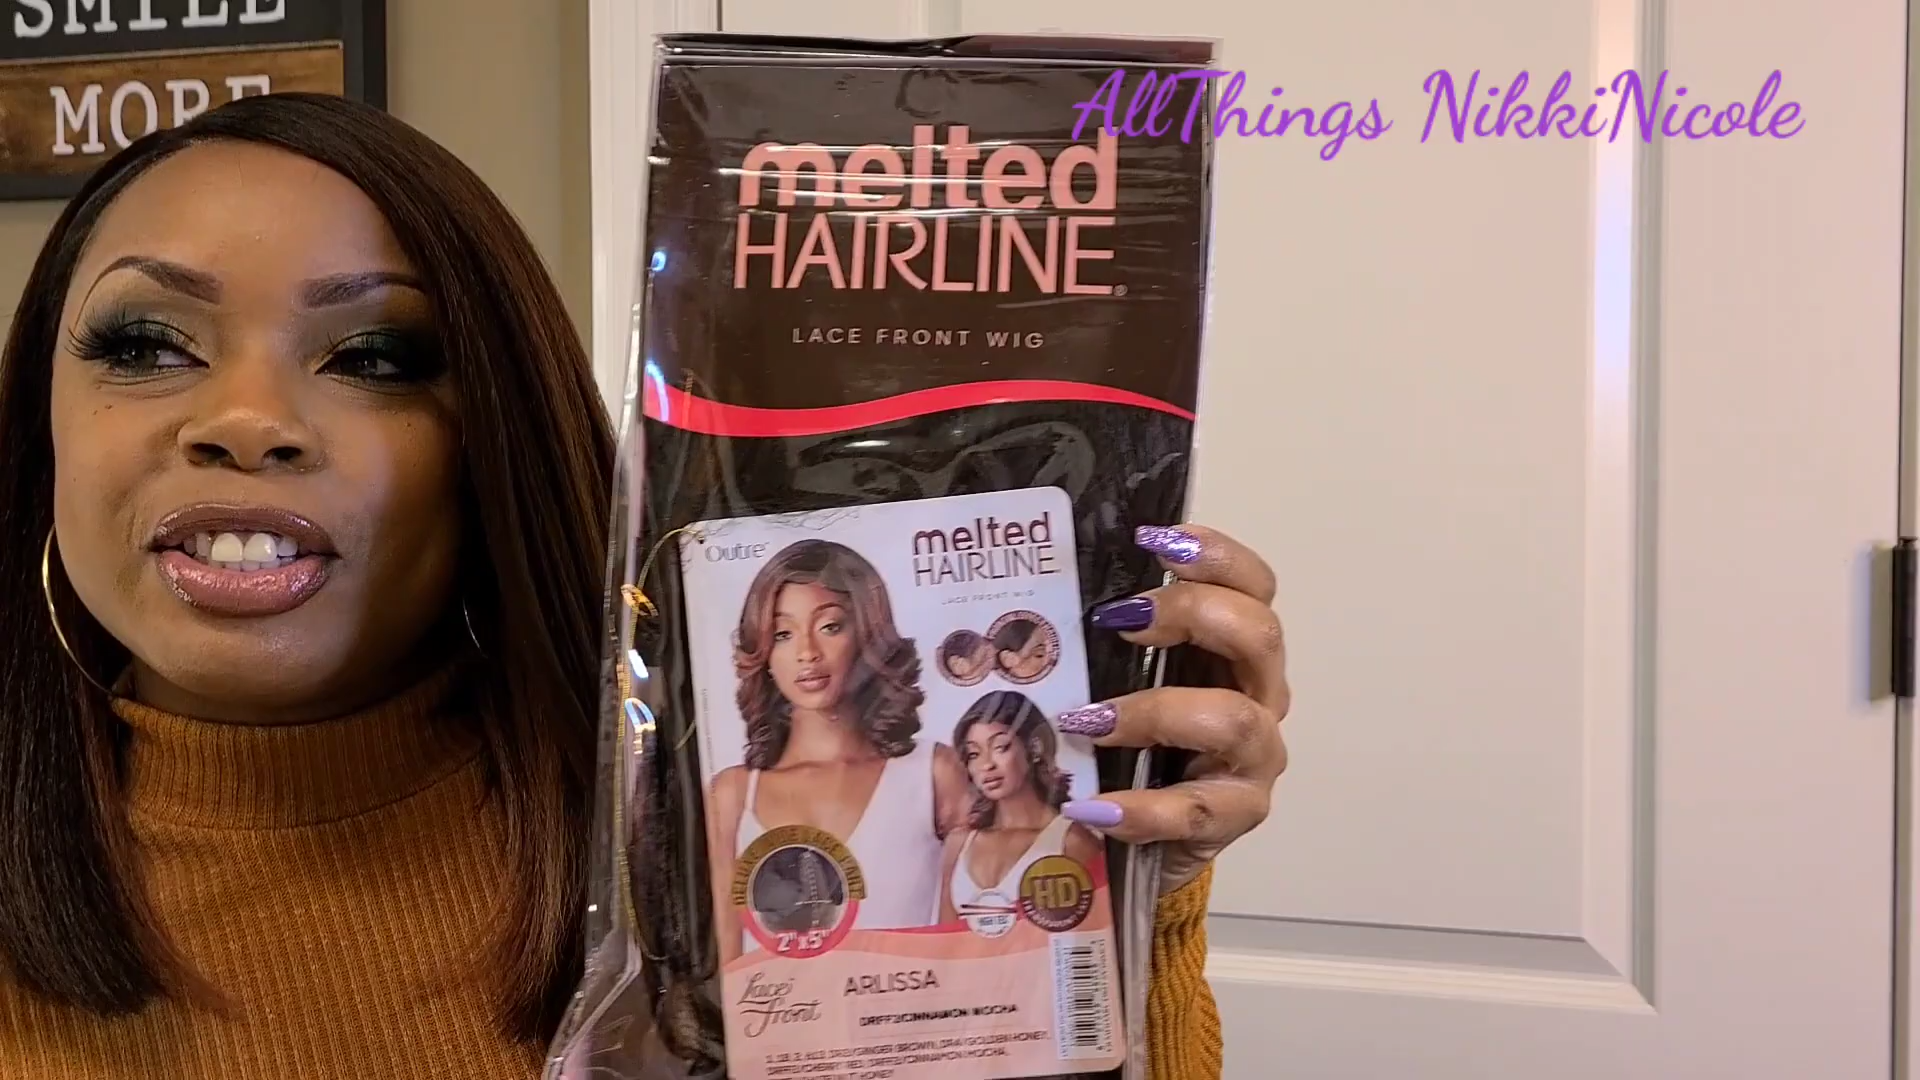 SMILE
MORE
AllThings NikkiNicole
melted
HAIRLINE
LACE FRONT WIG
Outre
melted
HAIRLINE
LACE FRONT WIG
2"x5"
HD
Lace
front
ARLISSA
DRFF2/CINNAMON MOCHA